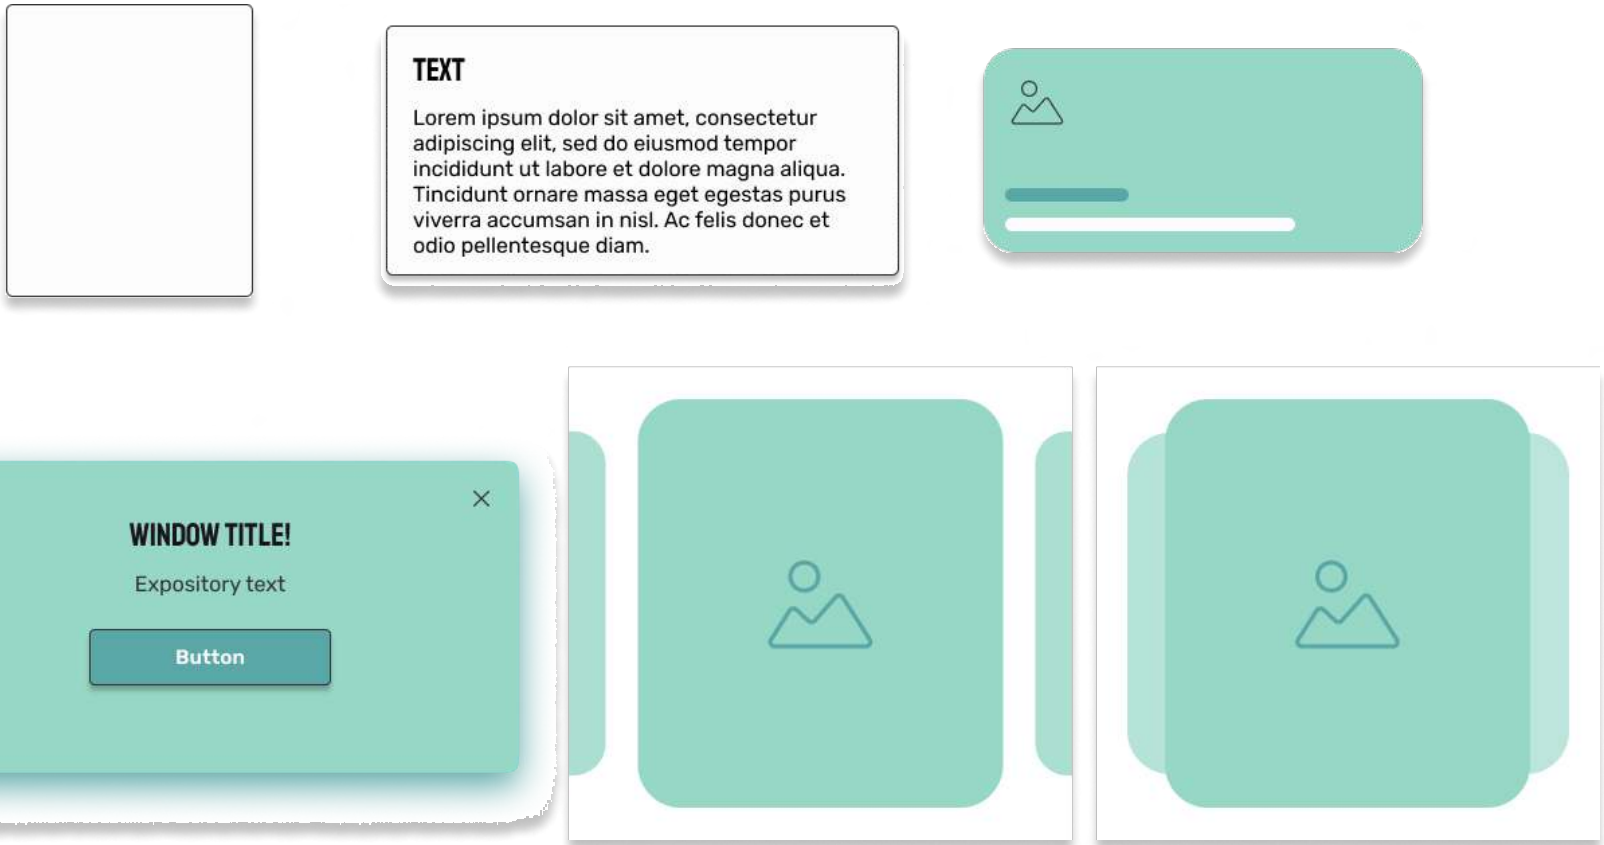 TEXT
Lorem ipsum dolor sit amet, consectetur
adipiscing elit, sed do eiusmod tempor
incididunt ut labore et dolore magna aliqua.
Tincidunt ornare massa eget egestas purus
viverra accumsan in nisl. Ac felis donec et
odio pellentesque diam.
WINDOW TITLE!
Expository text
Button